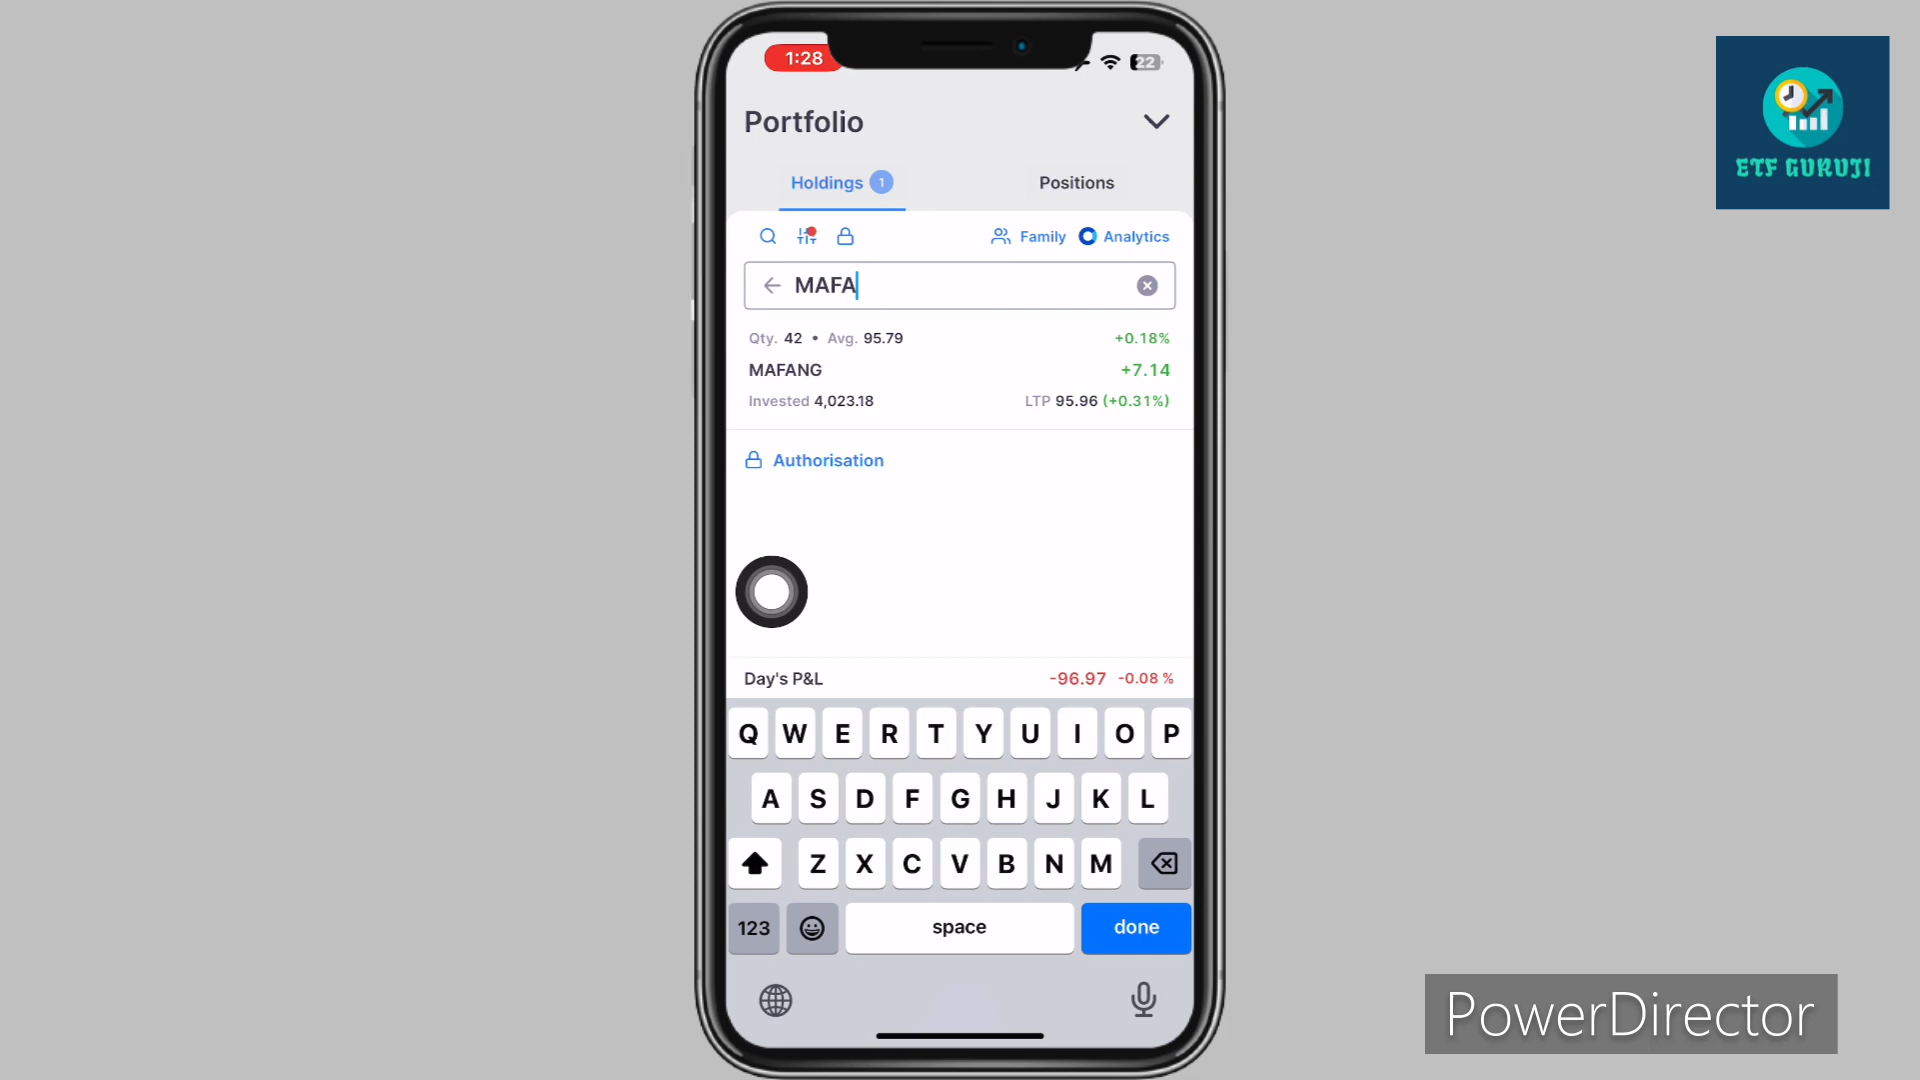 1:28
22
Portfolio
Holdings 1
Positions
Family
Analytics
MAFA
Qty. 42 • Avg. 95.79
+0.18%
MAFANG
+7.14
Invested 4,023.18
LTP 95.96 (+0.31%)
Authorisation
Day's P&L
-96.97 -0.08 %
Q W E R T Y U I O P
A S D F G H J K L
Z X C V B N M
123
space
done
ETF GURUJI
PowerDirector